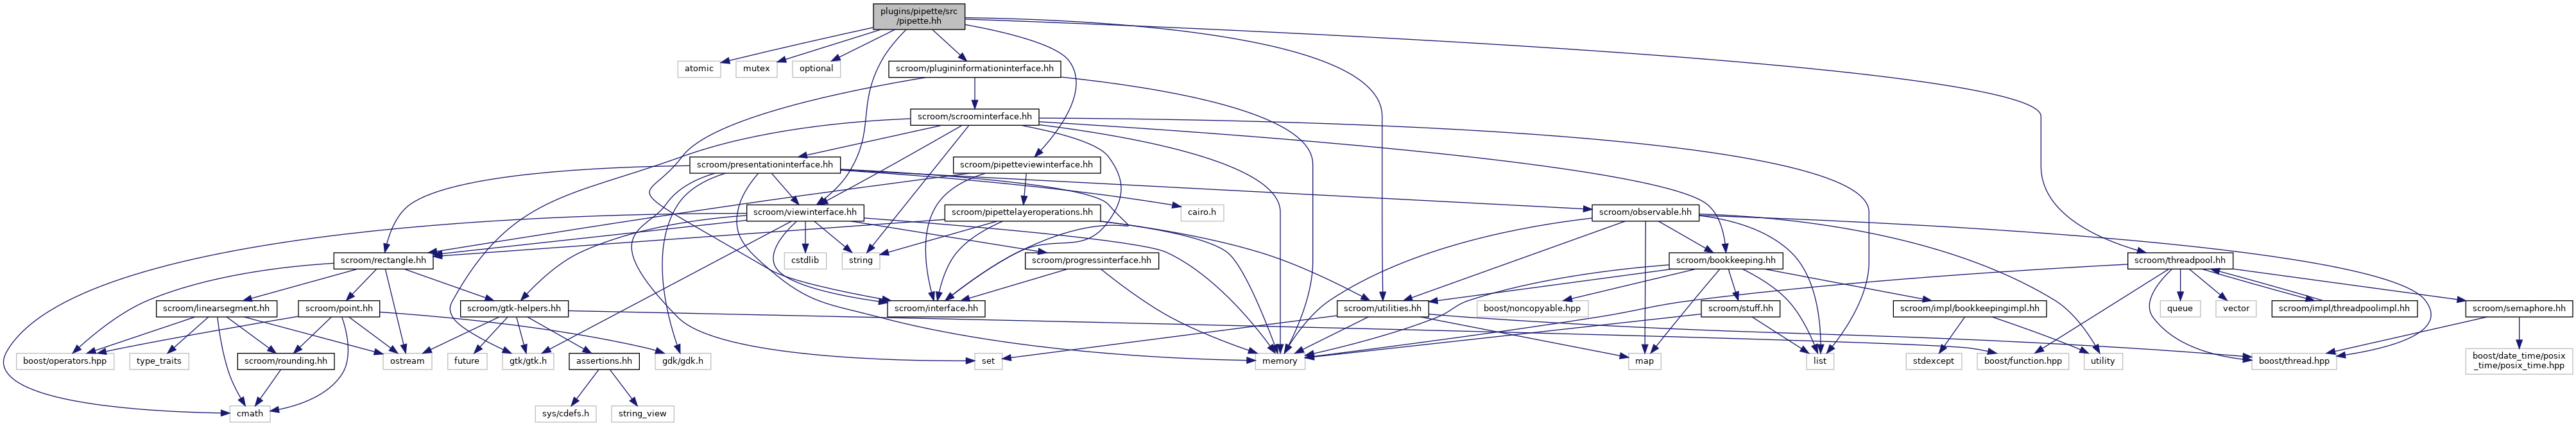 plugins/pipette/src
/pipette.hh
atomic
mutex
optional
scroom/plugininformationinterface.hh
scroom/scroominterface.hh
scroom/presentationinterface.hh
scroom/pipetteviewinterface.hh
scroom/viewinterface.hh
scroom/pipettelayeroperations.hh
cairo.h
scroom/observable.hh
scroom/rectangle.hh
cstdlib
string
scroom/progressinterface.hh
scroom/bookkeeping.hh
scroom/threadpool.hh
scroom/linearsegment.hh
scroom/point.hh
scroom/gtk-helpers.hh
scroom/interface.hh
scroom/utilities.hh
boost/noncopyable.hpp
scroom/stuff.hh
scroom/impl/bookkeepingimpl.hh
queue
vector
scroom/impl/threadpoolimpl.hh
scroom/semaphore.hh
boost/operators.hpp
type_traits
scroom/rounding.hh
ostream
future
gtk/gtk.h
assertions.hh
gdk/gdk.h
set
memory
map
list
stdexcept
boost/function.hpp
utility
boost/thread.hpp
boost/date_time/posix
_time/posix_time.hpp
cmath
sys/cdefs.h
string_view